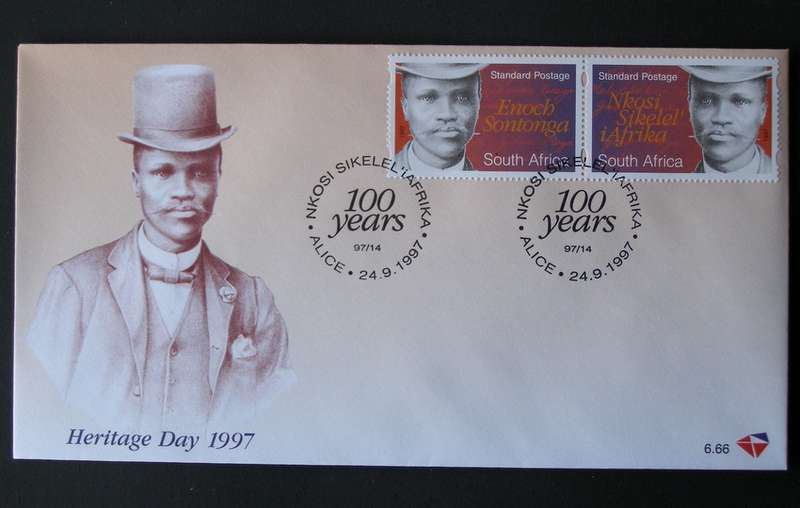 Standard Postage
Enoch
Sontonga
South Africa
Standard Postage
Nkosi
Sikelel'
iAfrika
South Africa
• NKOSI SIKELEL'IAFRIKA •
100
years
97/14
ALICE • 24.9.1997
• NKOSI SIKELEL'IAFRIKA •
100
years
97/14
ALICE • 24.9.1997
Heritage Day 1997
6.66